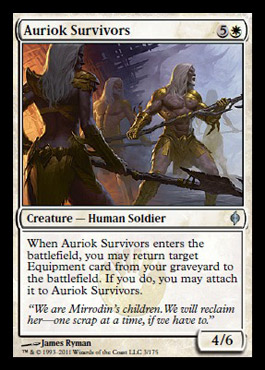 Auriok Survivors 5
Creature — Human Soldier
When Auriok Survivors enters the
battlefield, you may return target
Equipment card from your graveyard to
the battlefield. If you do, you may attach
it to Auriok Survivors.
“We are Mirrodin’s children. We will reclaim
her—one scrap at a time, if we have to.”
James Ryman
™ & © 1993–2011 Wizards of the Coast LLC 3/175
4/6